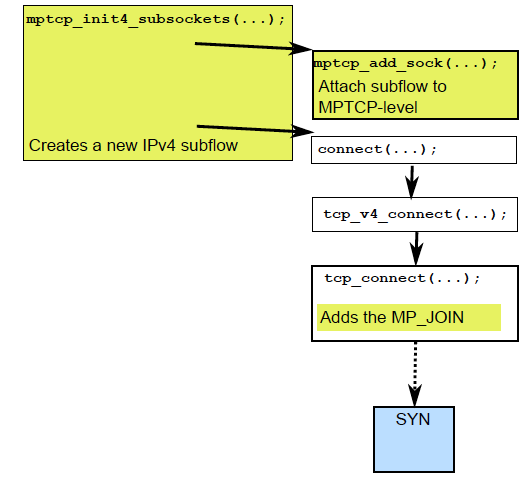 mptcp_init4_subsockets(...);
mptcp_add_sock(...);
Attach subflow to
MPTCP-level
Creates a new IPv4 subflow
connect(...);
tcp_v4_connect(...);
tcp_connect(...);
Adds the MP_JOIN
SYN